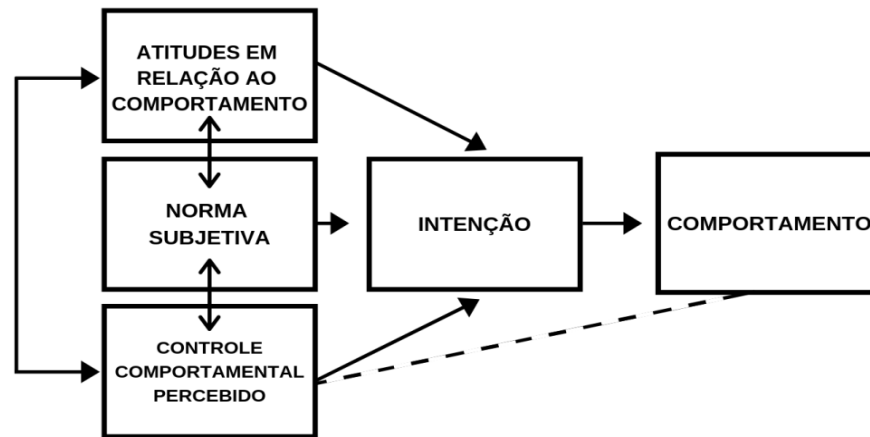 ATITUDES EM
RELAÇÃO AO
COMPORTAMENTO
NORMA
SUBJETIVA
CONTROLE
COMPORTAMENTAL
PERCEBIDO
INTENÇÃO
COMPORTAMENTO